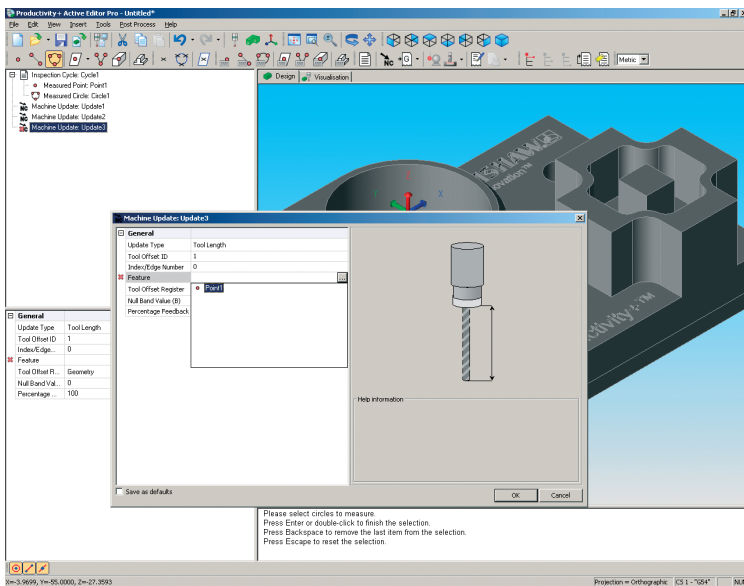 Productivity+ Active Editor Pro - Untitled*
File Edit View Insert Tools Post Process Help
Metric
Inspection Cycle: Cycle1
Measured Point: Point1
Measured Circle: Circle1
Machine Update: Update1
Machine Update: Update2
Machine Update: Update3
Design Visualisation
Machine Update: Update3
General
Update Type Tool Length
Tool Offset ID 1
Index/Edge Number 0
Feature
Tool Offset Register
Point1
Null Band Value (B)
Percentage Feedback
Help information
Save as defaults
OK Cancel
General
Update Type Tool Length
Tool Offset ID 1
Index/Edge... 0
Feature
Tool Offset R... Geometry
Null Band Val... 0
Percentage ... 100
Please select circles to measure.
Press Enter or double-click to finish the selection.
Press Backspace to remove the last item from the selection.
Press Escape to reset the selection.
X=-3.9699, Y=-55.0000, Z=-27.3593
Projection = Orthographic CS 1 - "G54" NUM